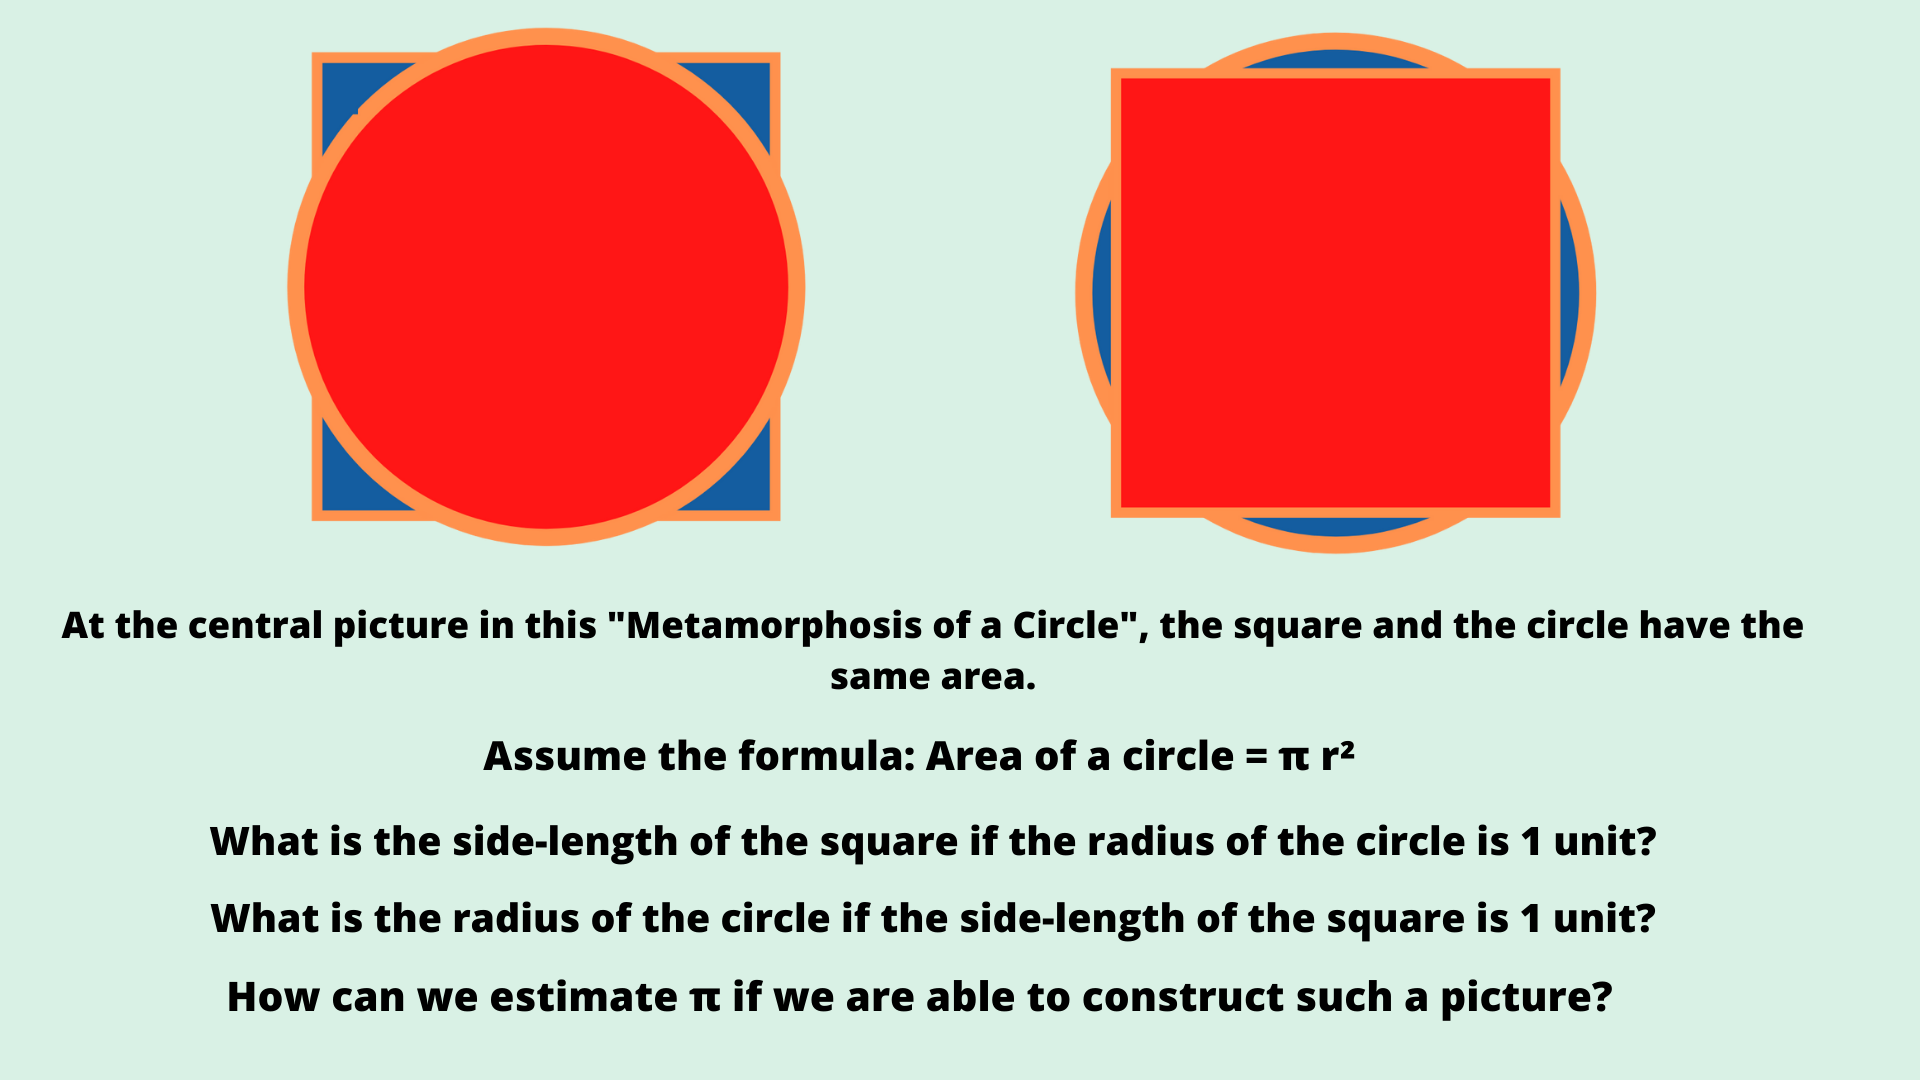 At the central picture in this "Metamorphosis of a Circle", the square and the circle have the
same area.
Assume the formula: Area of a circle = π r²
What is the side-length of the square if the radius of the circle is 1 unit?
What is the radius of the circle if the side-length of the square is 1 unit?
How can we estimate π if we are able to construct such a picture?